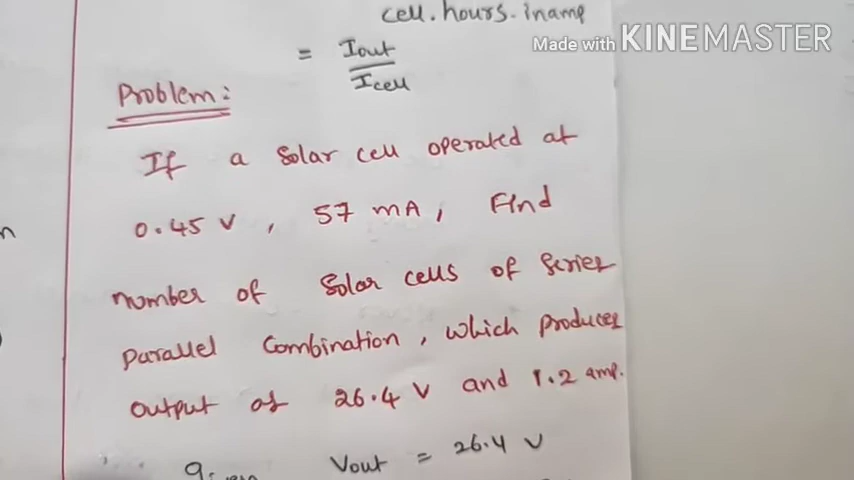 cell. hours. in amp
Made with KINEMASTER
= Iout
Icell
Problem:
If a Solar cell operated at
0.45 V, 57 mA, Find
number of Solar cells of Series
parallel Combination, which produces
output of 26.4 V and 1.2 amp.
Vout = 26.4 V